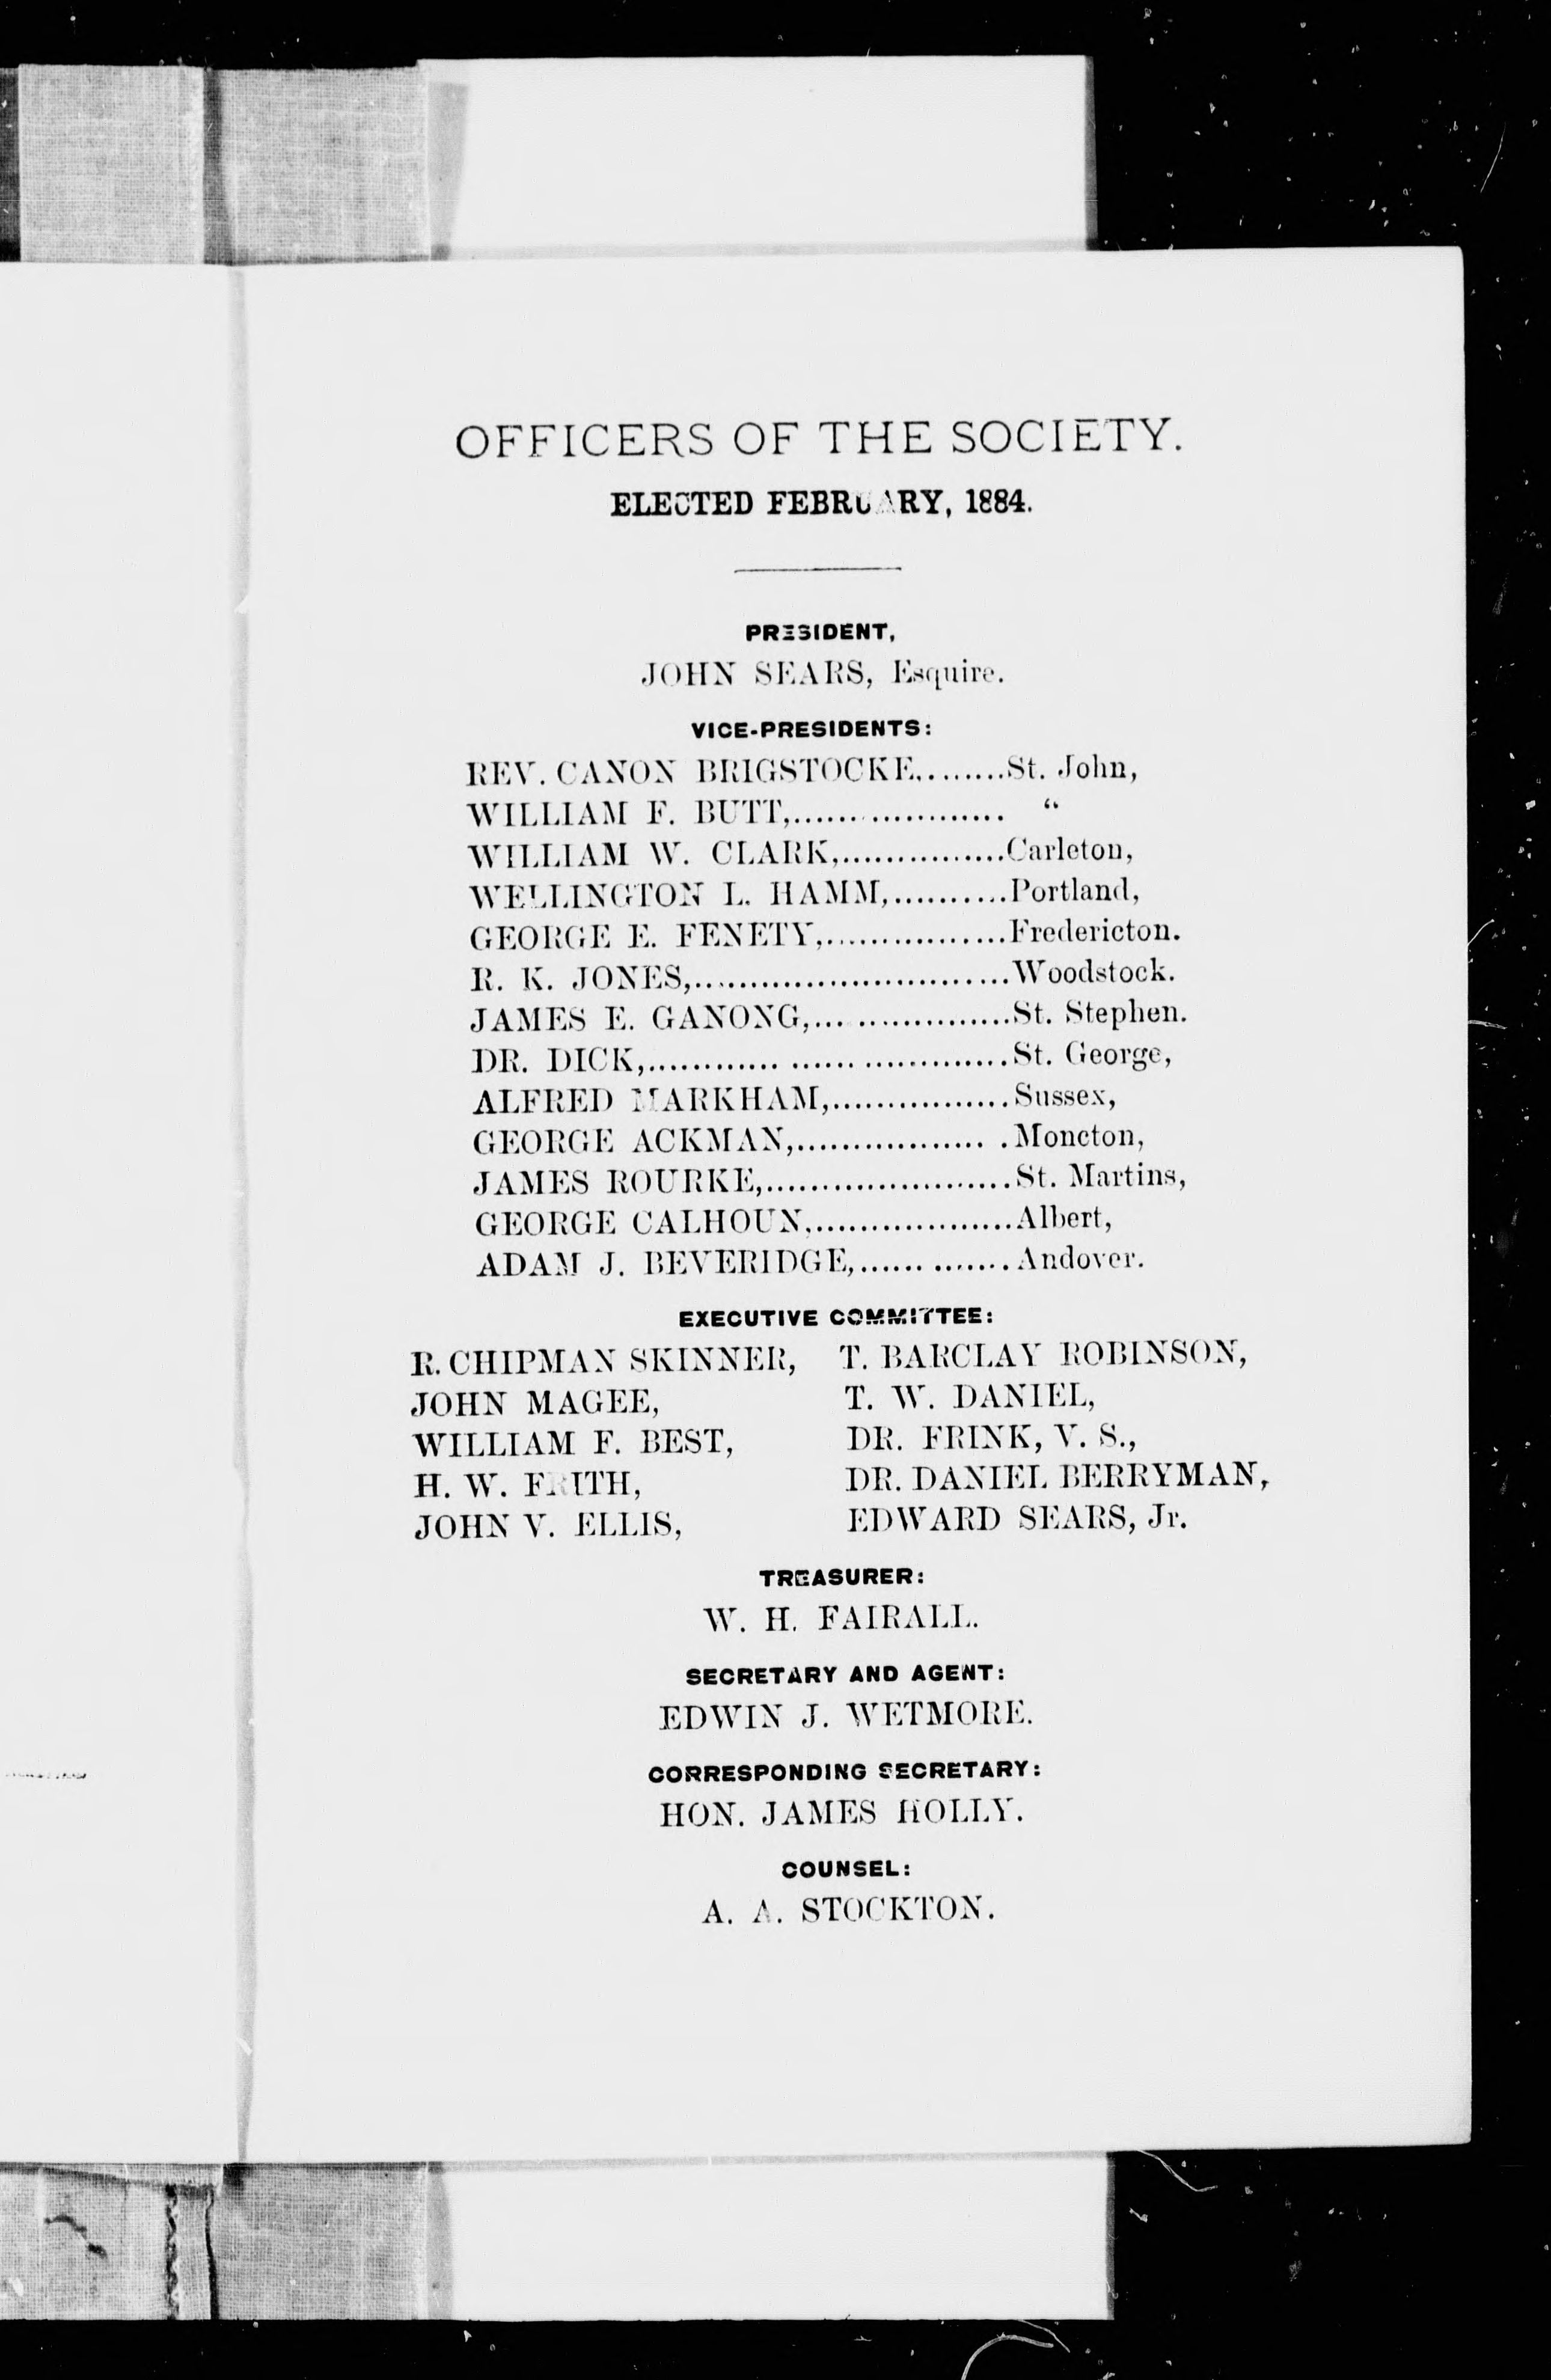 OFFICERS OF THE SOCIETY.
ELECTED FEBRUARY, 1884.
PRESIDENT,
JOHN SEARS, Esquire.
VICE-PRESIDENTS:
REV. CANON BRIGSTOCKE,........St. John,
WILLIAM F. BUTT,..................... “
WILLIAM W. CLARK,................Carleton,
WELLINGTON L. HAMM,...........Portland,
GEORGE E. FENETY,.................Fredericton.
R. K. JONES,...............................Woodstock.
JAMES E. GANONG,....................St. Stephen.
DR. DICK,....................................St. George,
ALFRED MARKHAM,.................Sussex,
GEORGE ACKMAN,................... .Moncton,
JAMES ROURKE,........................St. Martins,
GEORGE CALHOUN,....................Albert,
ADAM J. BEVERIDGE,..............Andover.
EXECUTIVE COMMITTEE:
R. CHIPMAN SKINNER, T. BARCLAY ROBINSON,
JOHN MAGEE, T. W. DANIEL,
WILLIAM F. BEST, DR. FRINK, V. S.,
H. W. FRITH, DR. DANIEL BERRYMAN,
JOHN V. ELLIS, EDWARD SEARS, Jr.
TREASURER:
W. H. FAIRALL.
SECRETARY AND AGENT:
EDWIN J. WETMORE.
CORRESPONDING SECRETARY:
HON. JAMES HOLLY.
COUNSEL:
A. A. STOCKTON.